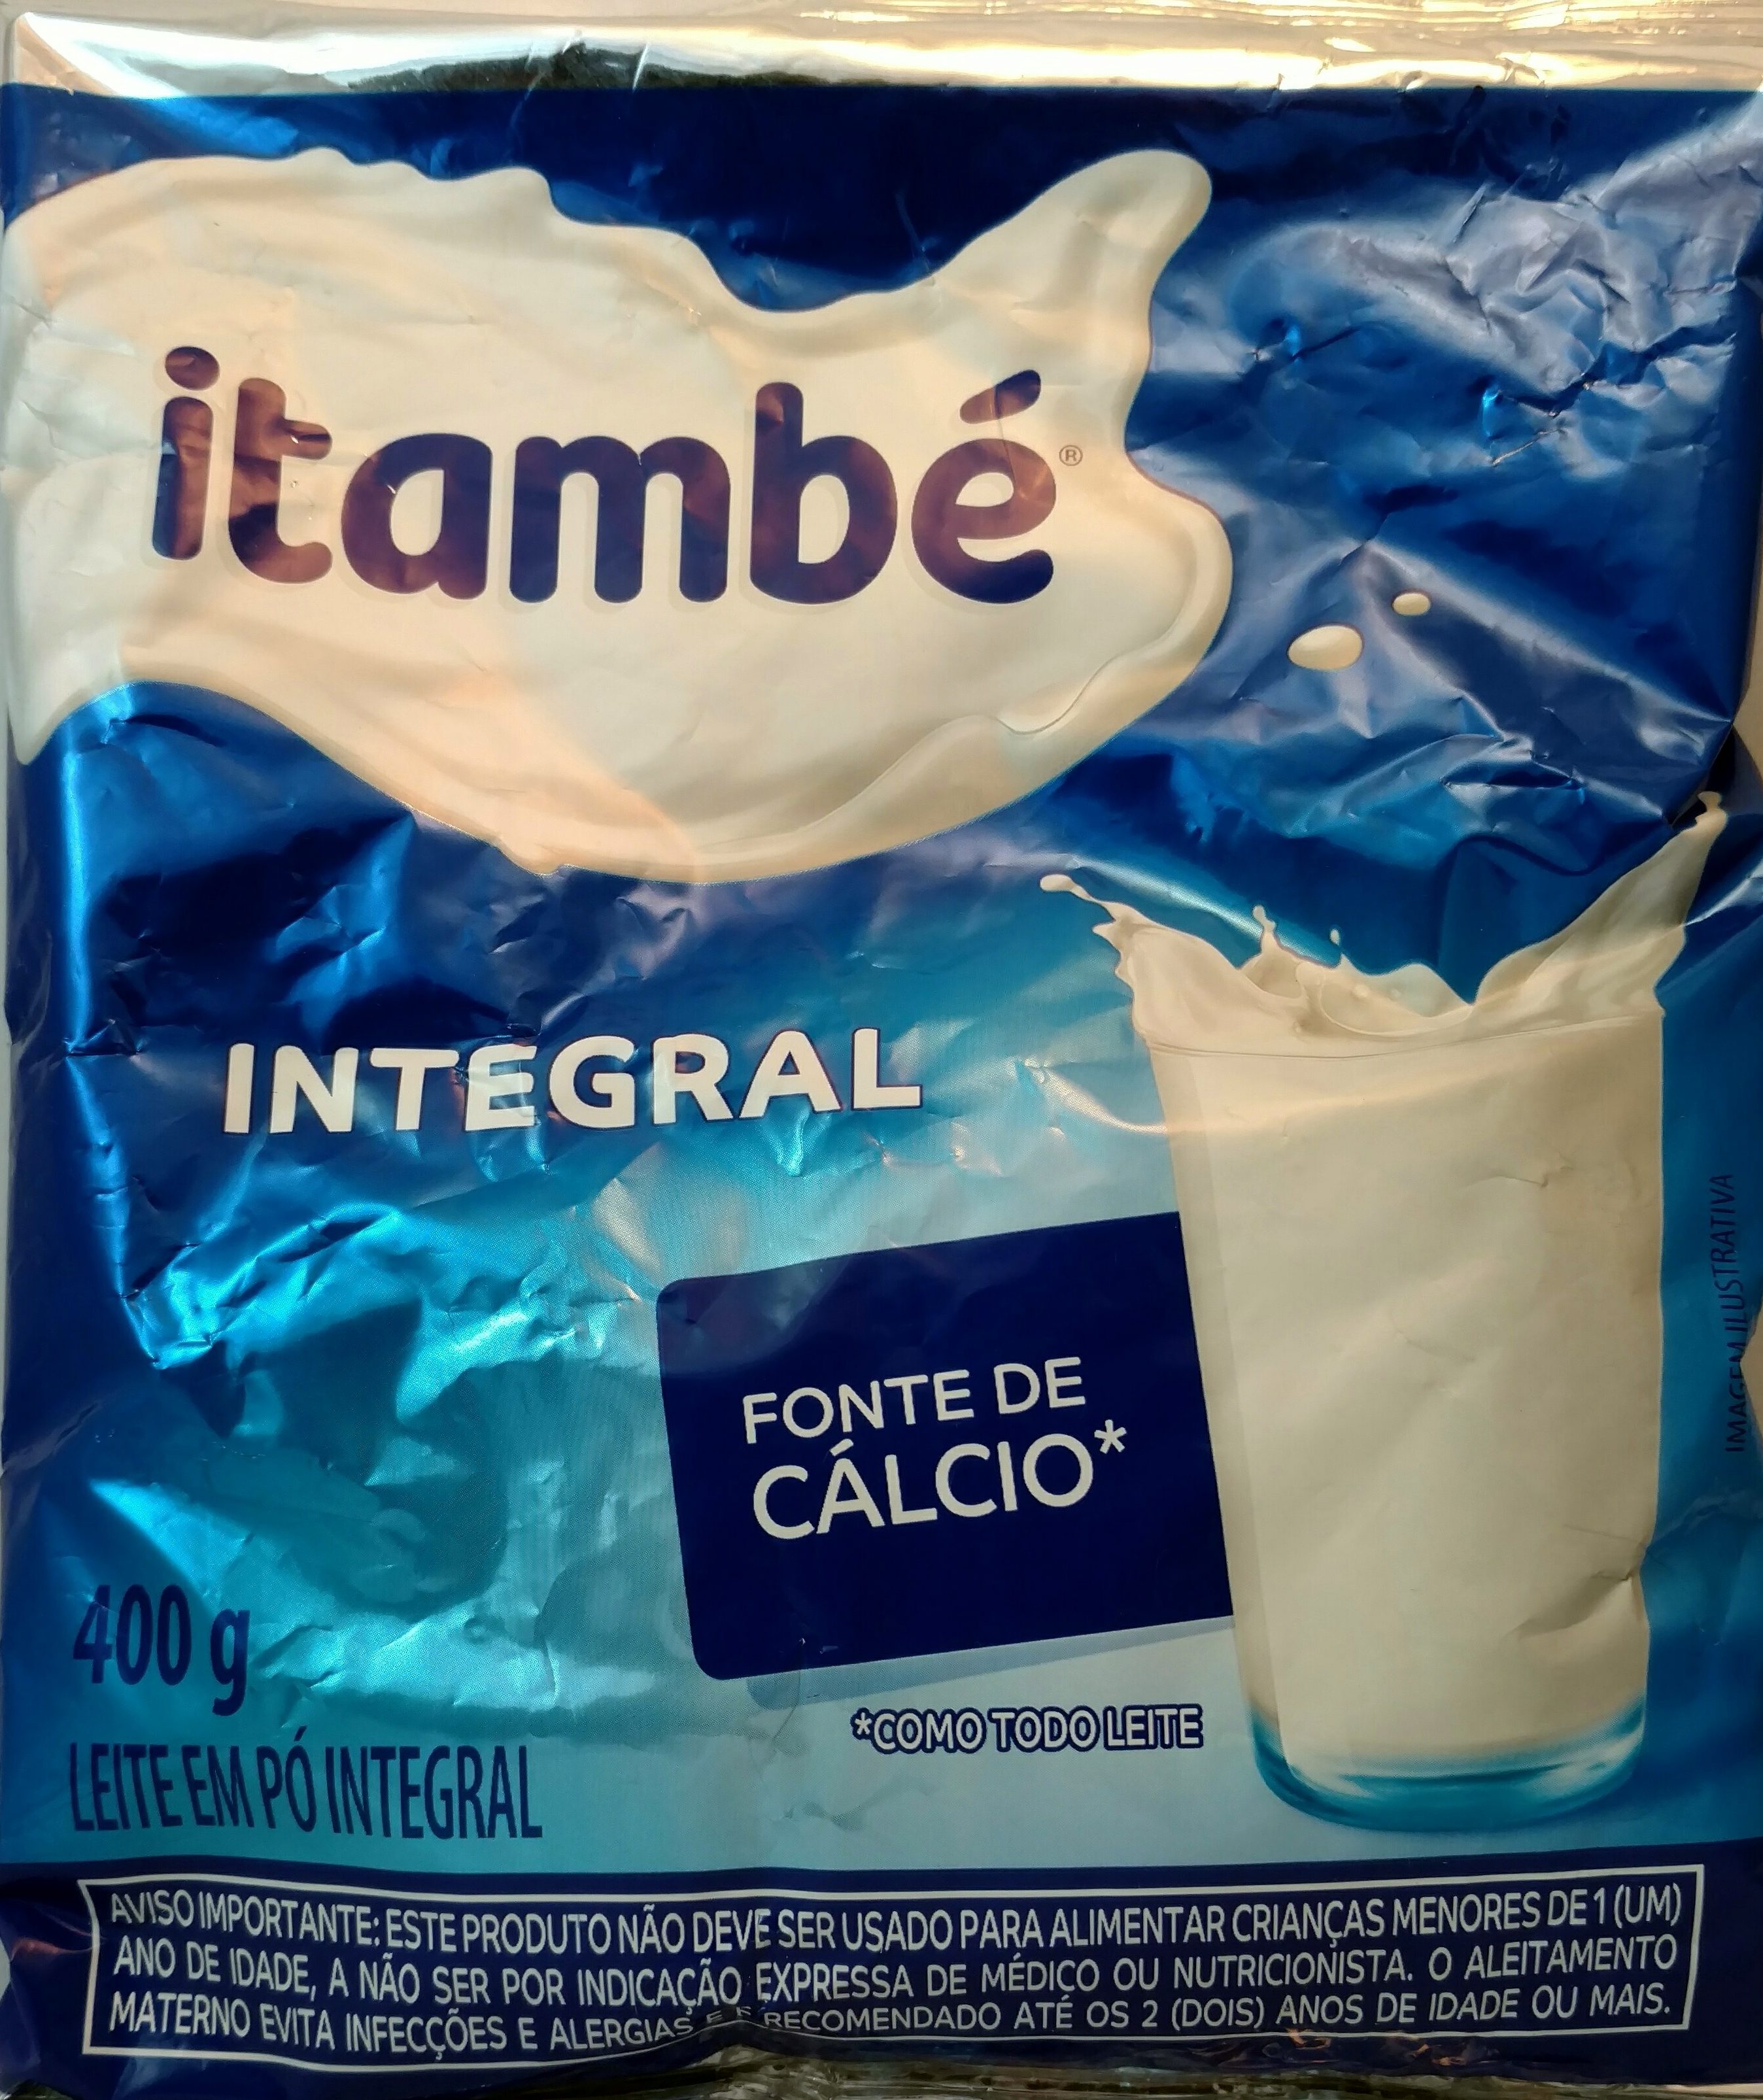 itambé®
INTEGRAL
FONTE DE
CÁLCIO*
400 g
*COMO TODO LEITE
LEITE EM PÓ INTEGRAL
IMAGEM ILUSTRATIVA
AVISO IMPORTANTE: ESTE PRODUTO NÃO DEVE SER USADO PARA ALIMENTAR CRIANÇAS MENORES DE 1 (UM)
ANO DE IDADE, A NÃO SER POR INDICAÇÃO EXPRESSA DE MÉDICO OU NUTRICIONISTA. O ALEITAMENTO
MATERNO EVITA INFECÇÕES E ALERGIAS E É RECOMENDADO ATÉ OS 2 (DOIS) ANOS DE IDADE OU MAIS.